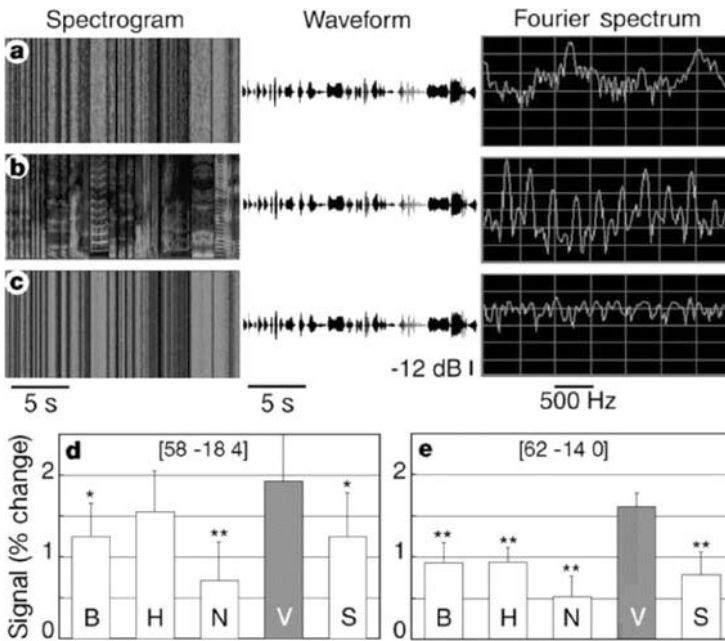 Spectrogram Waveform Fourier spectrum
a
b
c
-12 dB
5 s 5 s 500 Hz
d [58 -18 4] e [62 -14 0]
Signal (% change)
2 2
* * ** ** ** **
1 1
B H N V S B H N V S
0 0